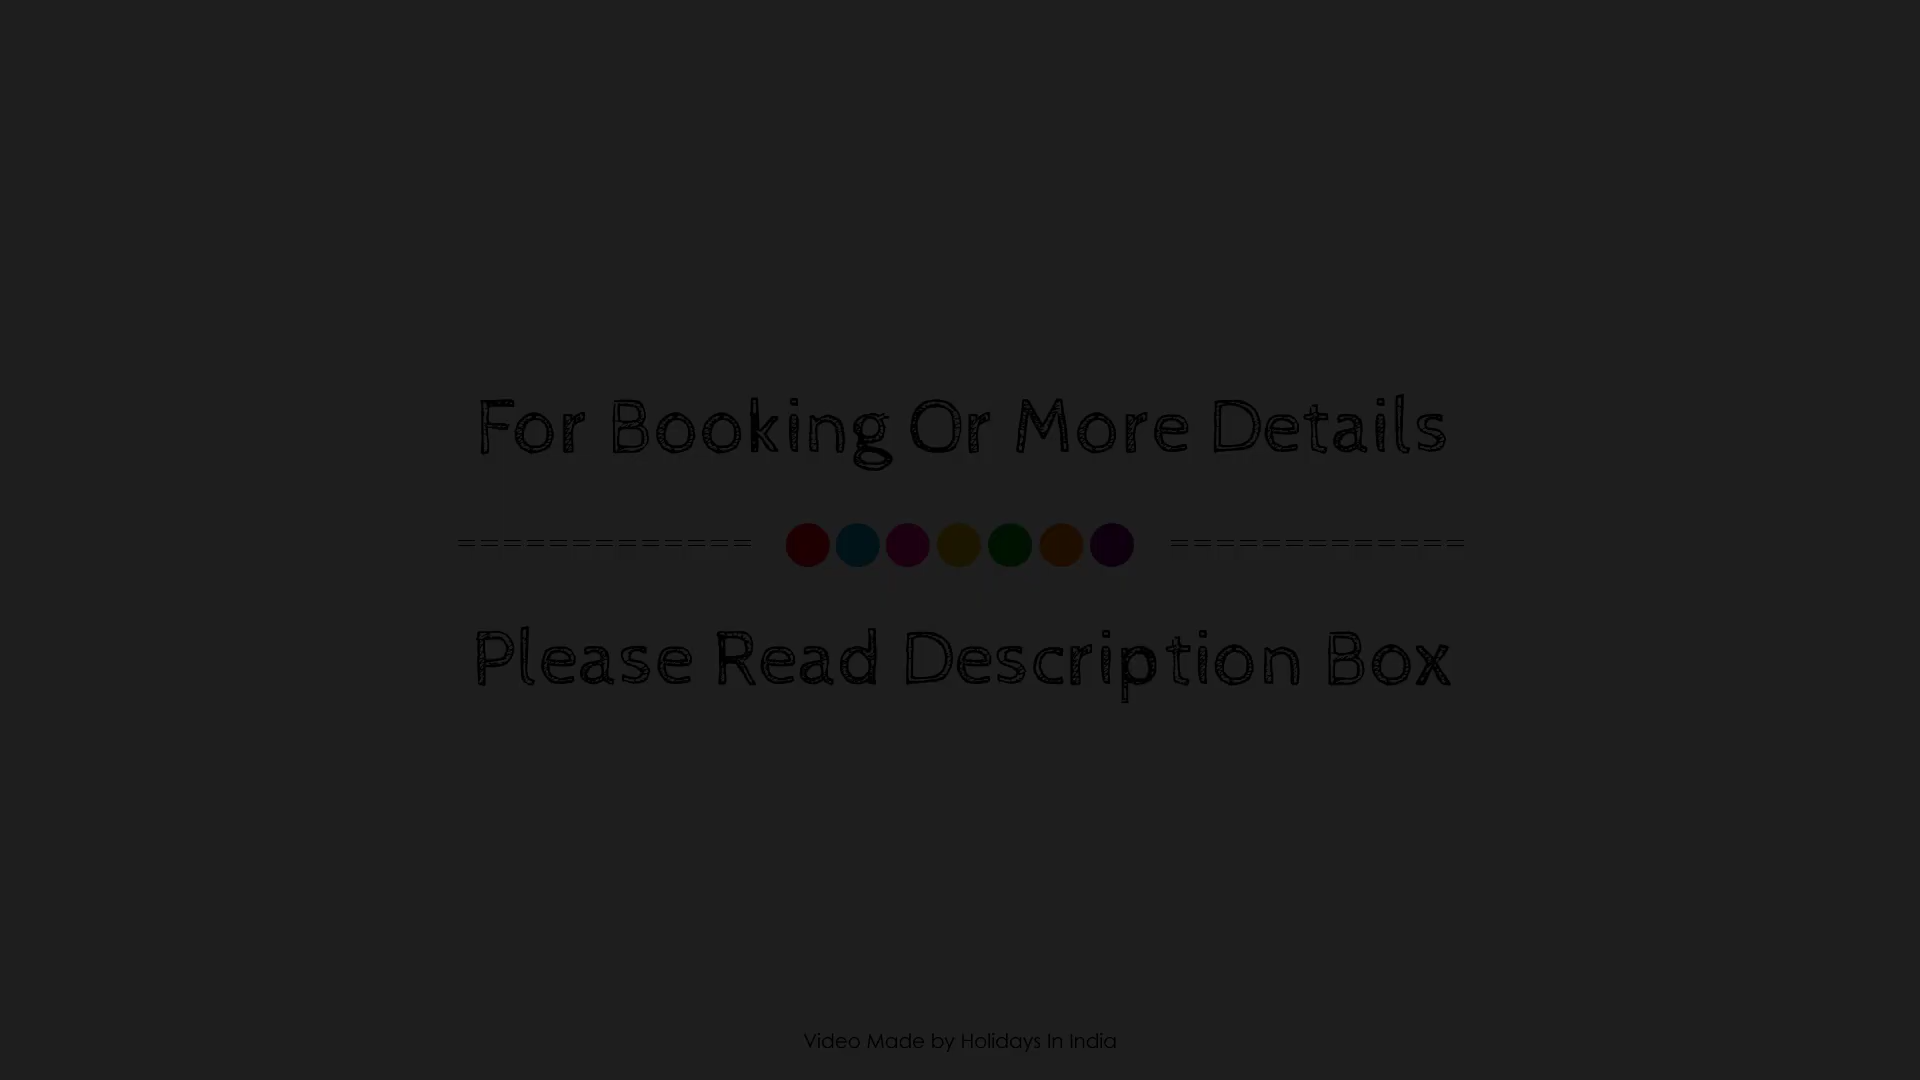 For Booking Or More Details
============= =============
Please Read Description Box
Video Made by Holidays In India